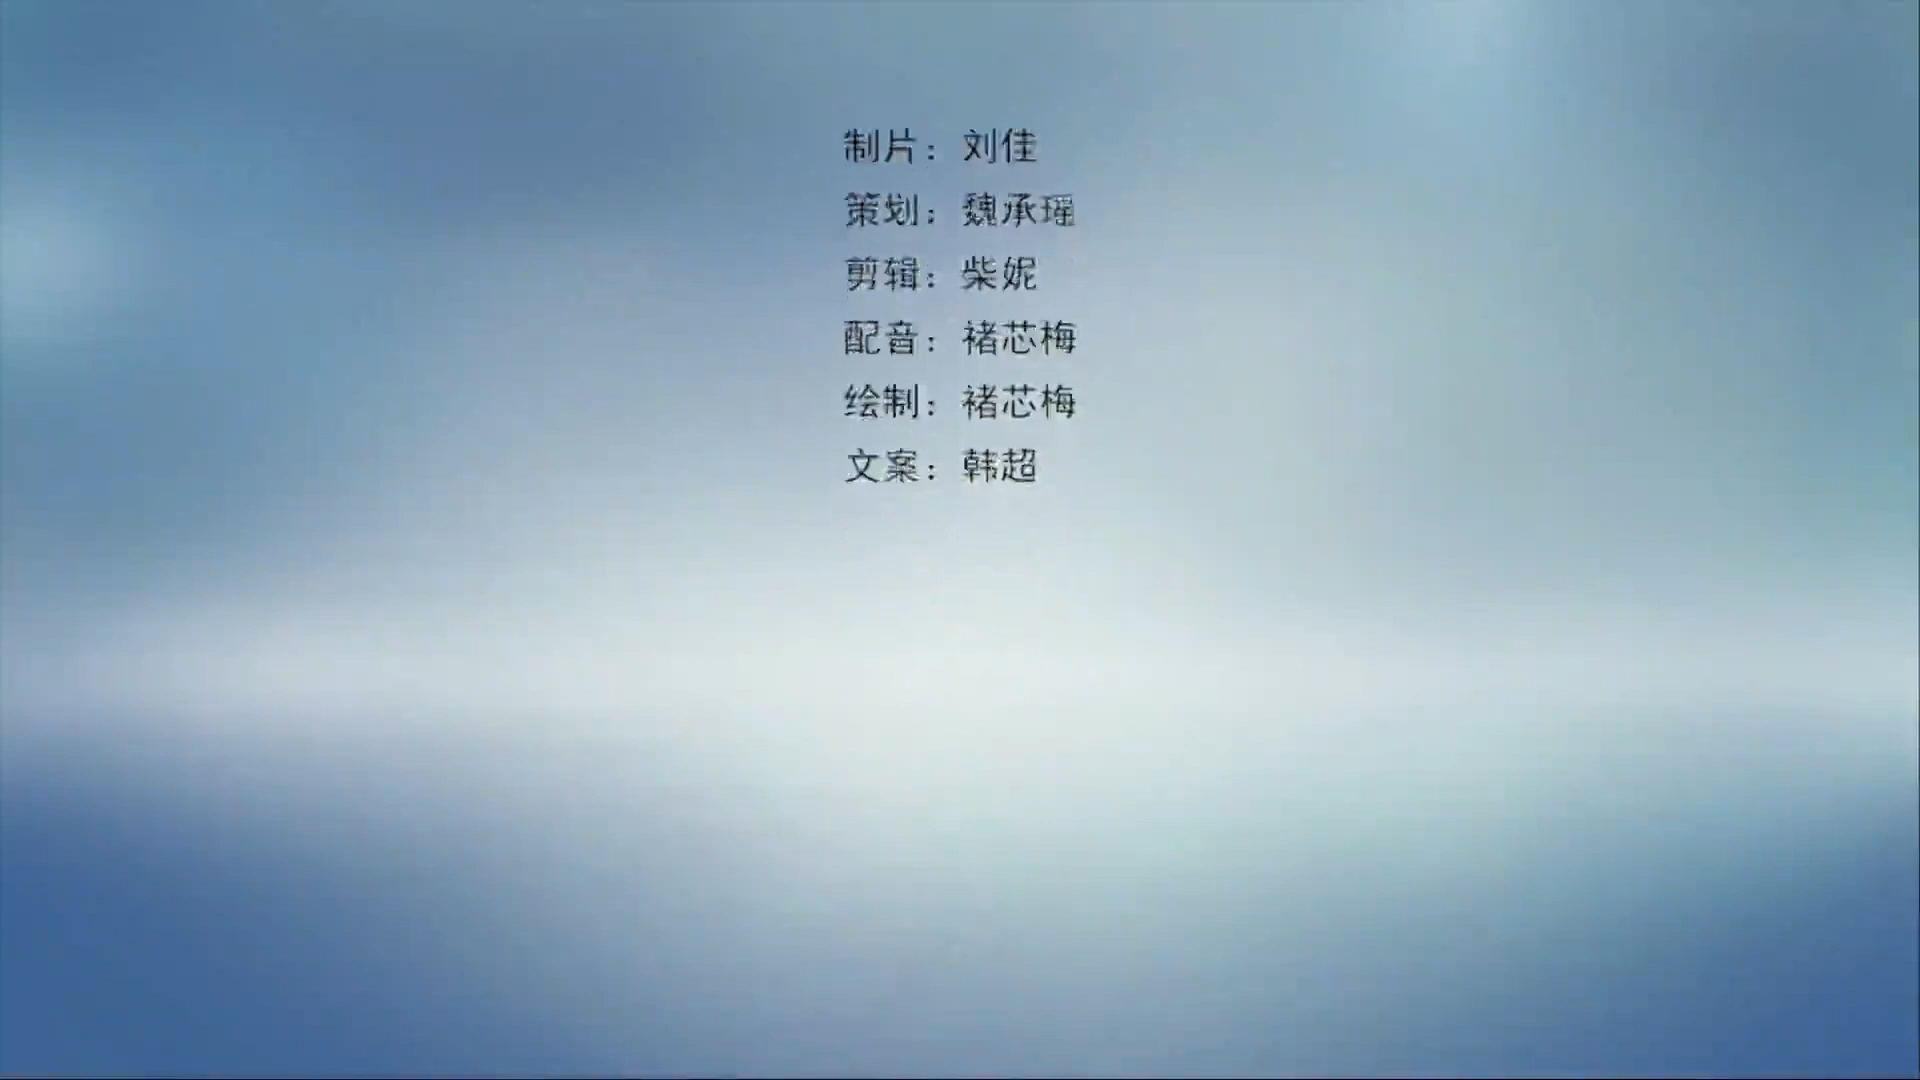 制片：刘佳
策划：魏承瑶
剪辑：柴妮
配音：褚芯梅
绘制：褚芯梅
文案：韩超